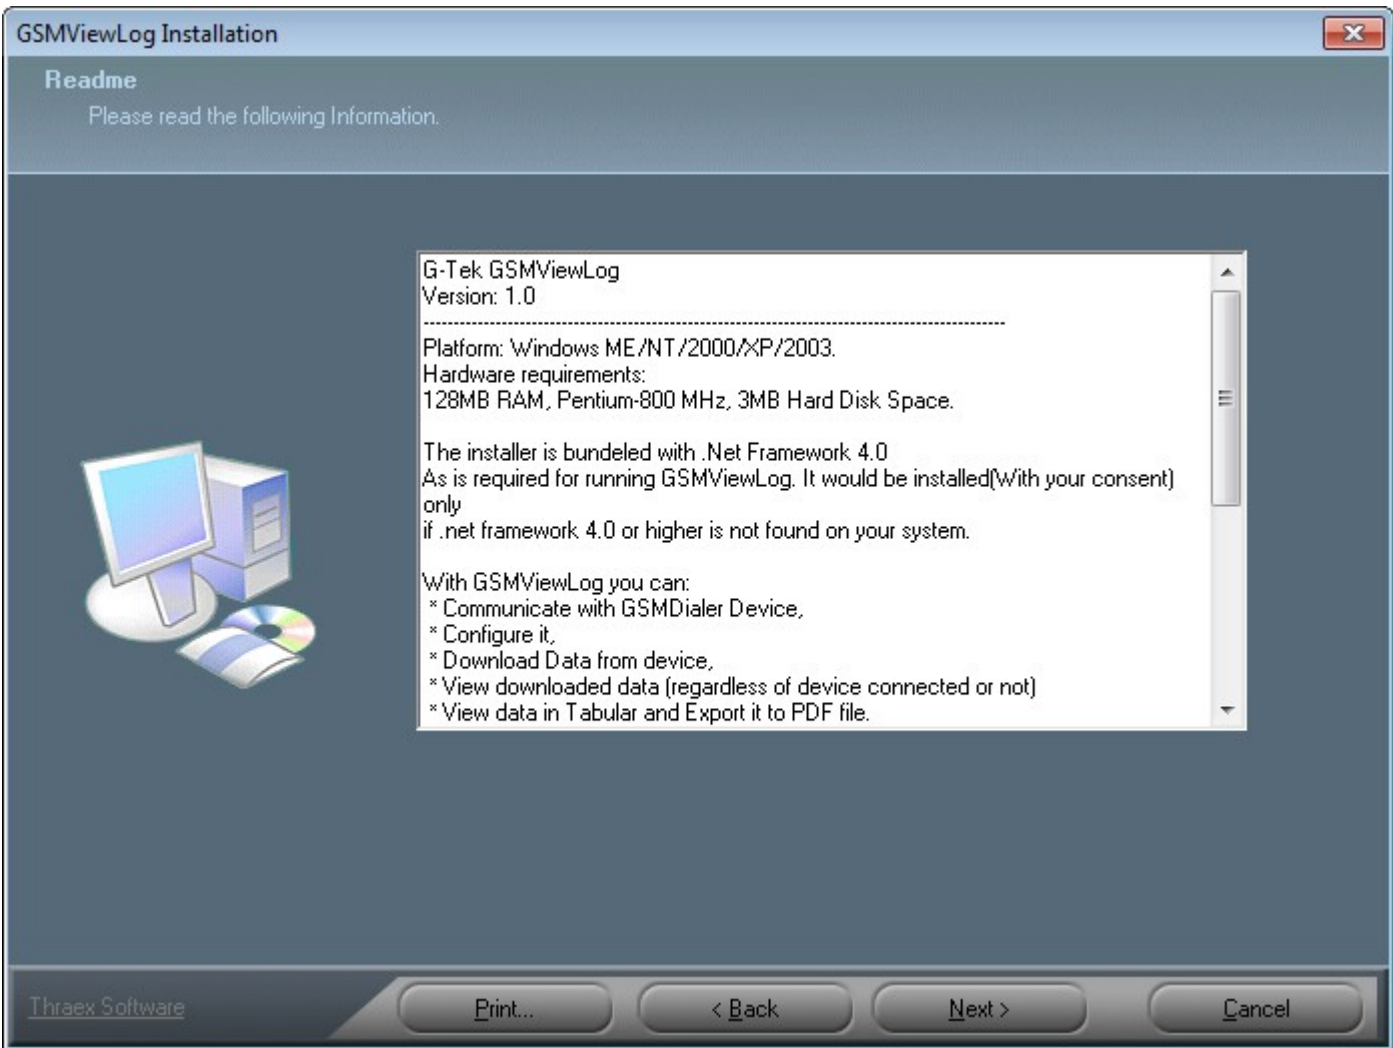 GSMViewLog Installation
Readme
Please read the following Information.
G-Tek GSMViewLog
Version: 1.0
-------------------------------------------------------------------------------------------------
Platform: Windows ME/NT/2000/XP/2003.
Hardware requirements:
128MB RAM, Pentium-800 MHz, 3MB Hard Disk Space.
The installer is bundeled with .Net Framework 4.0
As is required for running GSMViewLog. It would be installed(With your consent)
only
if .net framework 4.0 or higher is not found on your system.
With GSMViewLog you can:
* Communicate with GSMDialer Device,
* Configure it,
* Download Data from device,
* View downloaded data (regardless of device connected or not)
* View data in Tabular and Export it to PDF file.
Thraex Software
Print...
< Back
Next >
Cancel